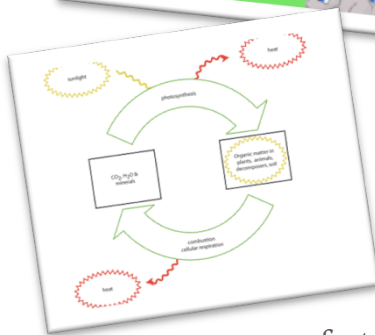 sunlight
heat
photosynthesis
CO₂, H₂O &
minerals
Organic matter in
plants, animals,
decomposers, soil
combustion
cellular respiration
heat